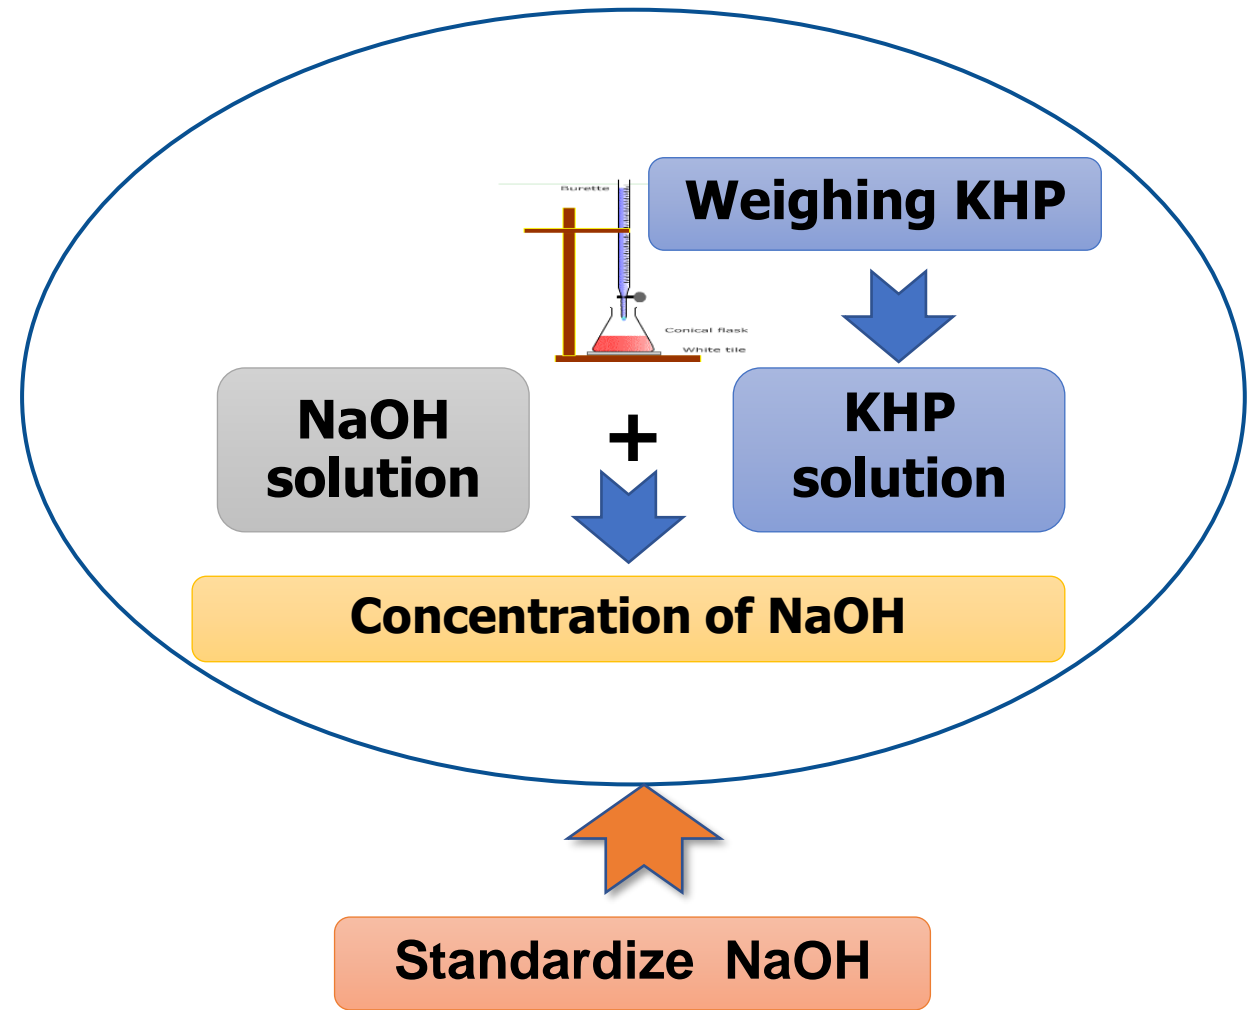 Burette
Weighing KHP
Conical flask
White tile
NaOH
solution
+
KHP
solution
Concentration of NaOH
Standardize NaOH